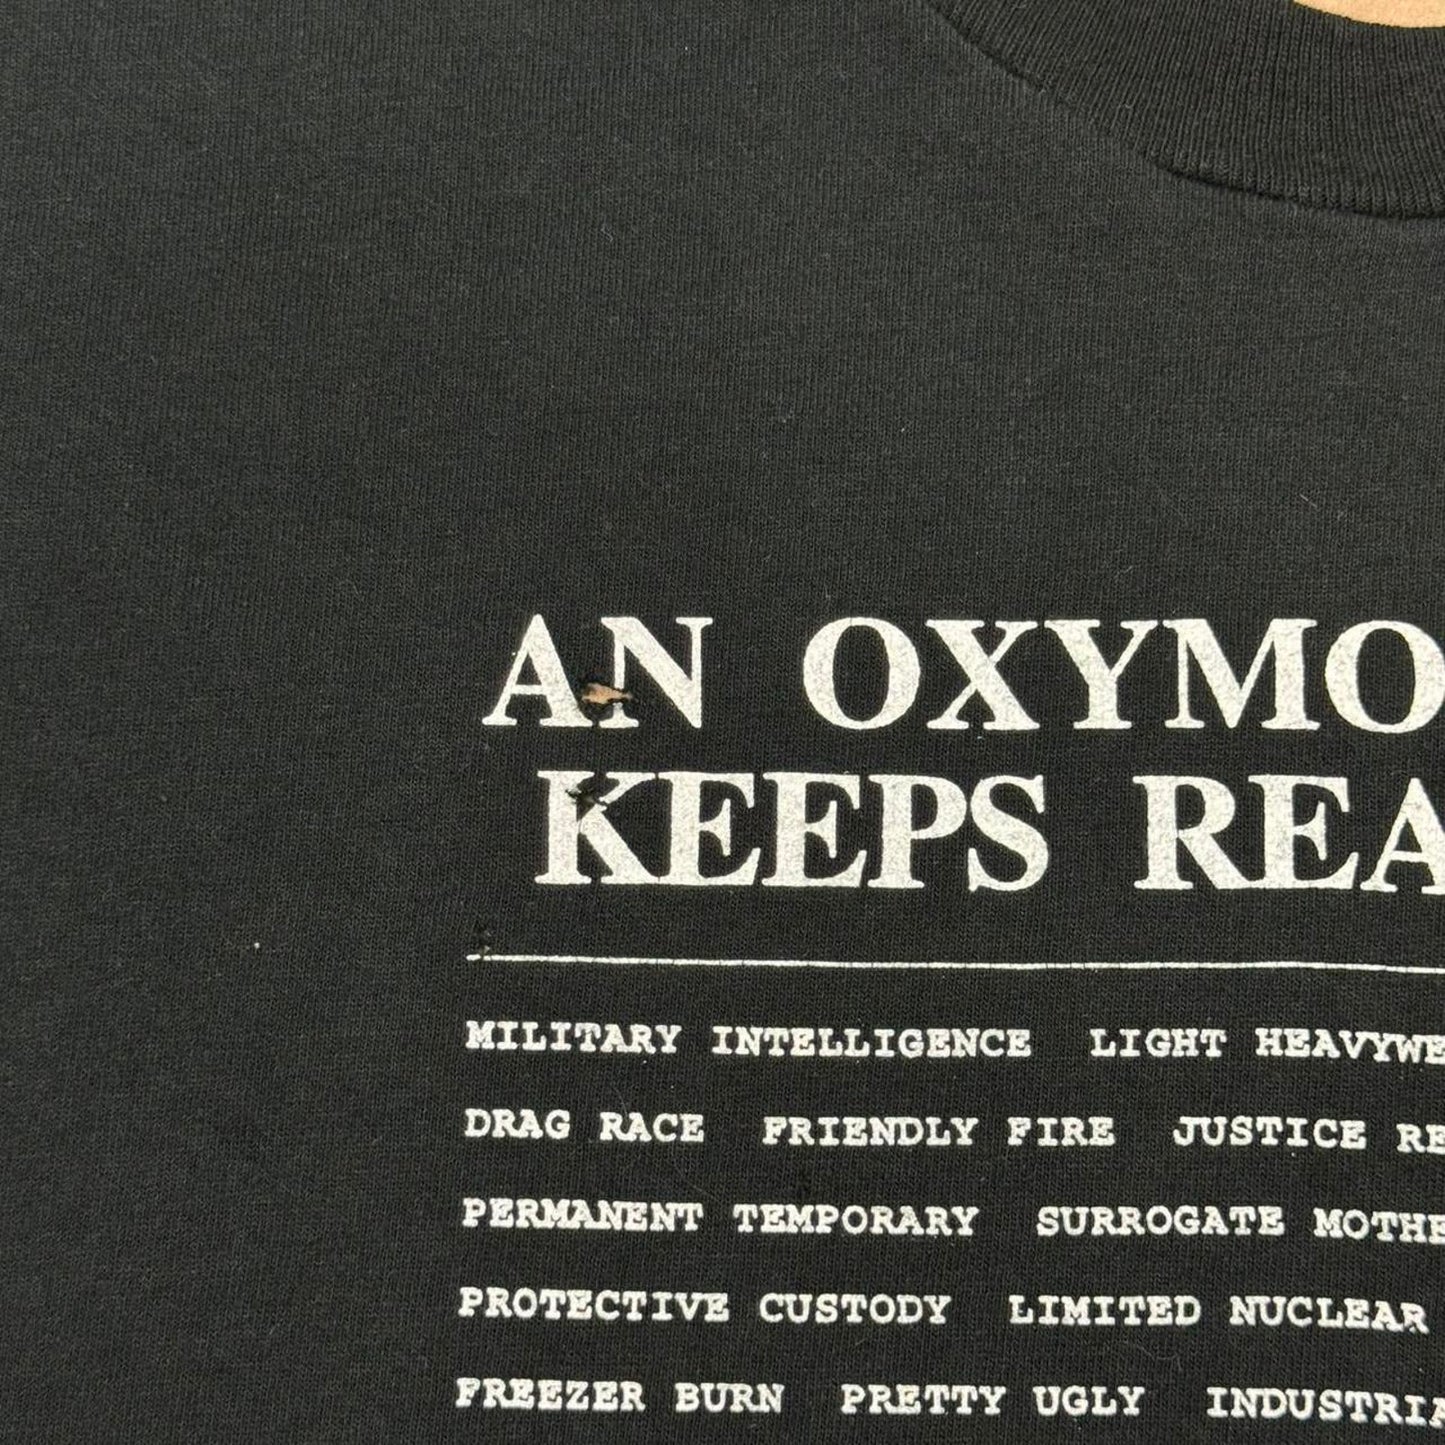 AN OXYMO
KEEPS REA
MILITARY INTELLIGENCE LIGHT HEAVYWE
DRAG RACE FRIENDLY FIRE JUSTICE RE
PERMANENT TEMPORARY SURROGATE MOTHE
PROTECTIVE CUSTODY LIMITED NUCLEAR
FREEZER BURN PRETTY UGLY INDUSTRIA